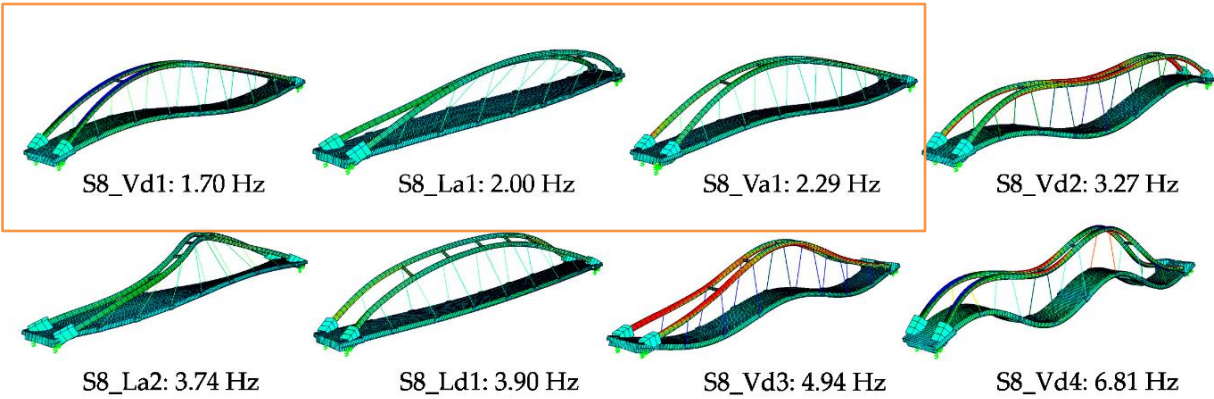 S8_Vd1: 1.70 Hz
S8_La1: 2.00 Hz
S8_Va1: 2.29 Hz
S8_Vd2: 3.27 Hz
S8_La2: 3.74 Hz
S8_Ld1: 3.90 Hz
S8_Vd3: 4.94 Hz
S8_Vd4: 6.81 Hz